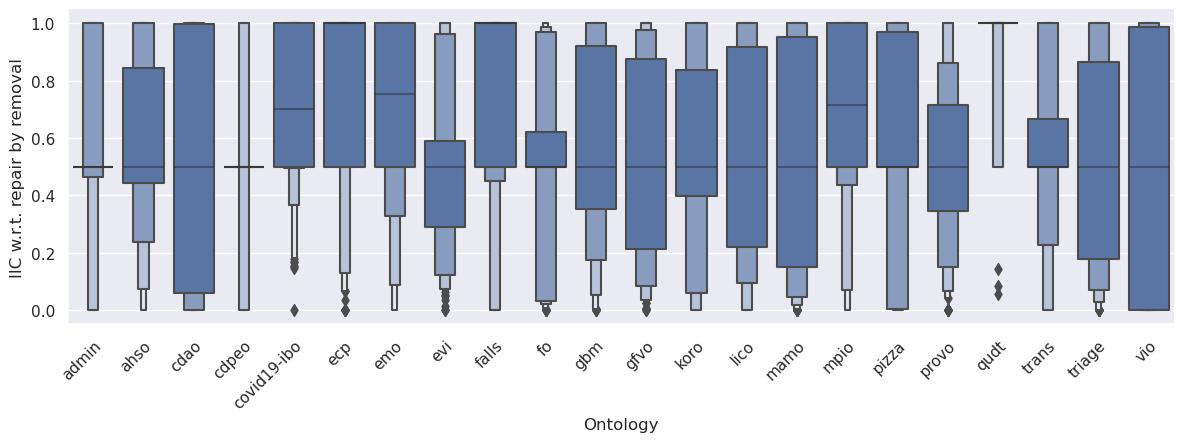 IIC w.r.t. repair by removal
1.0
0.8
0.6
0.4
0.2
0.0
admin
ahso
cdao
cdpeo
covid19-ibo
ecp
emo
evi
falls
fo
gbm
gfvo
koro
lico
mamo
mpio
pizza
provo
qudt
trans
triage
vio
Ontology